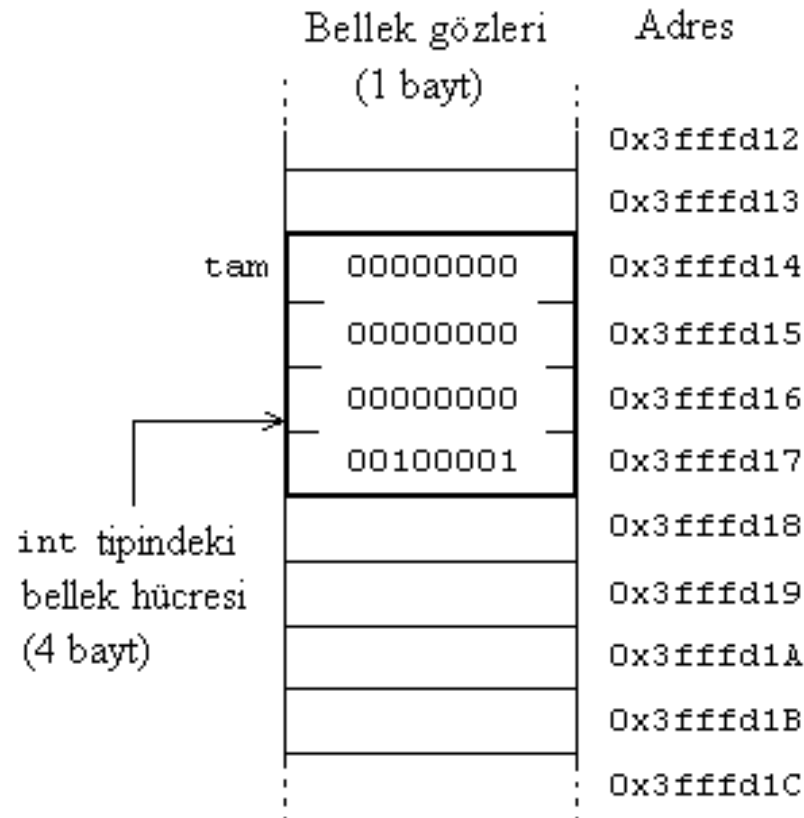 Bellek gözleri Adres
(1 bayt)
0x3fffd12
0x3fffd13
tam 00000000 0x3fffd14
00000000 0x3fffd15
00000000 0x3fffd16
00100001 0x3fffd17
0x3fffd18
int tipindeki
bellek hücresi 0x3fffd19
(4 bayt) 0x3fffd1A
0x3fffd1B
0x3fffd1C